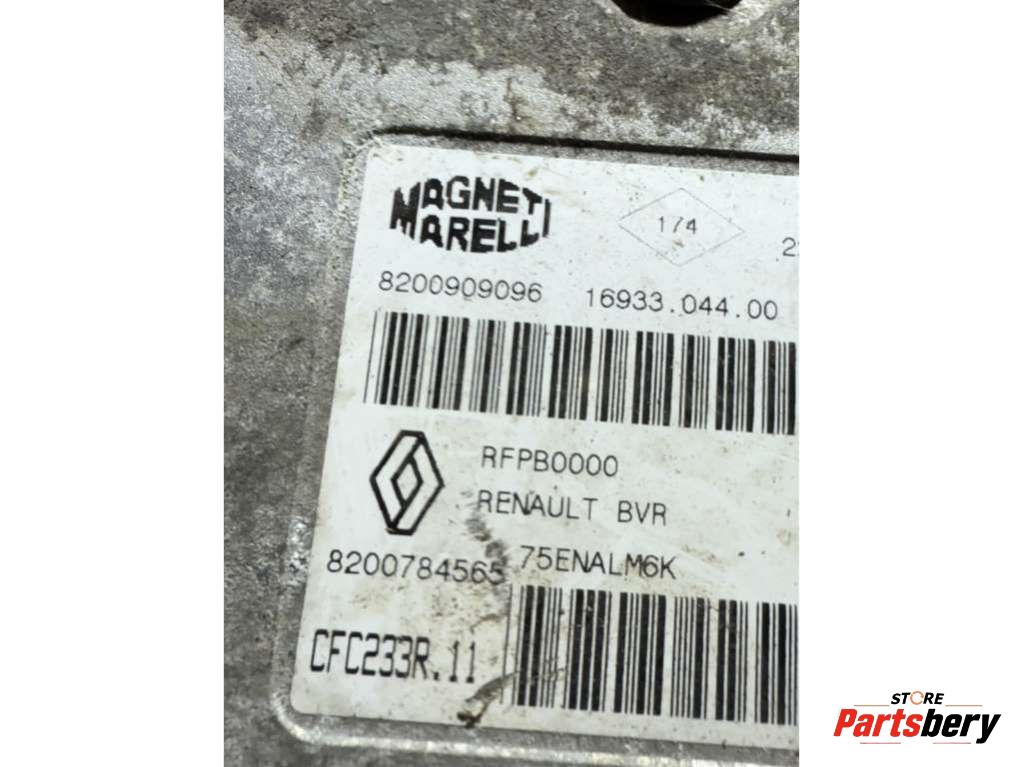 MAGNETI
MARELLI
174
8200909096 16933.044.00
RFPB0000
RENAULT BVR
8200784565 75ENALM6K
CFC233R.11
STORE
Partsbery